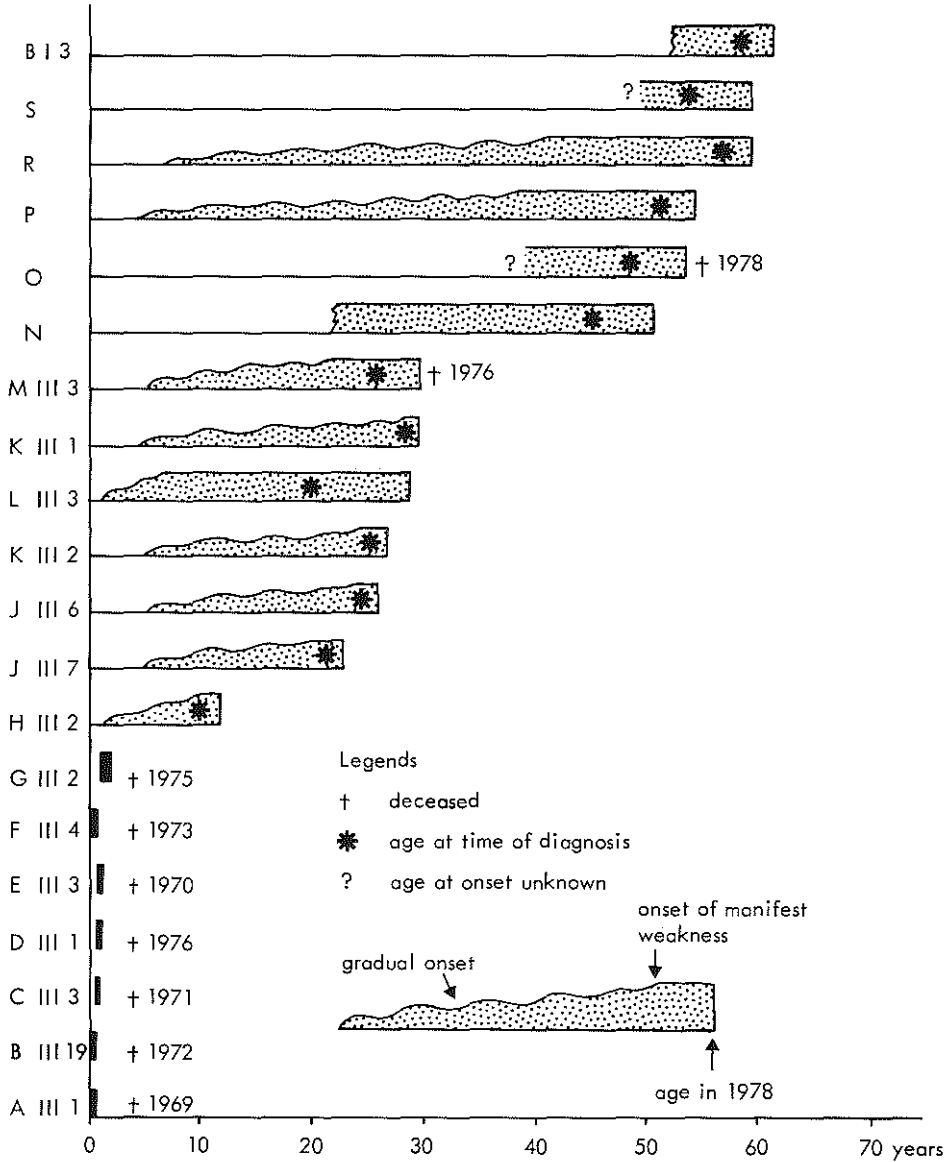 B I 3
?
S
R
P
? † 1978
O
N
† 1976
M III 3
K III 1
L III 3
K III 2
J III 6
J III 7
H III 2
G III 2 † 1975
F III 4 † 1973
E III 3 † 1970
D III 1 † 1976
C III 3 † 1971
B III 19 † 1972
A III 1 † 1969
Legends
† deceased
✷ age at time of diagnosis
? age at onset unknown
onset of manifest
weakness
gradual onset
age in 1978
0 10 20 30 40 50 60 70 years